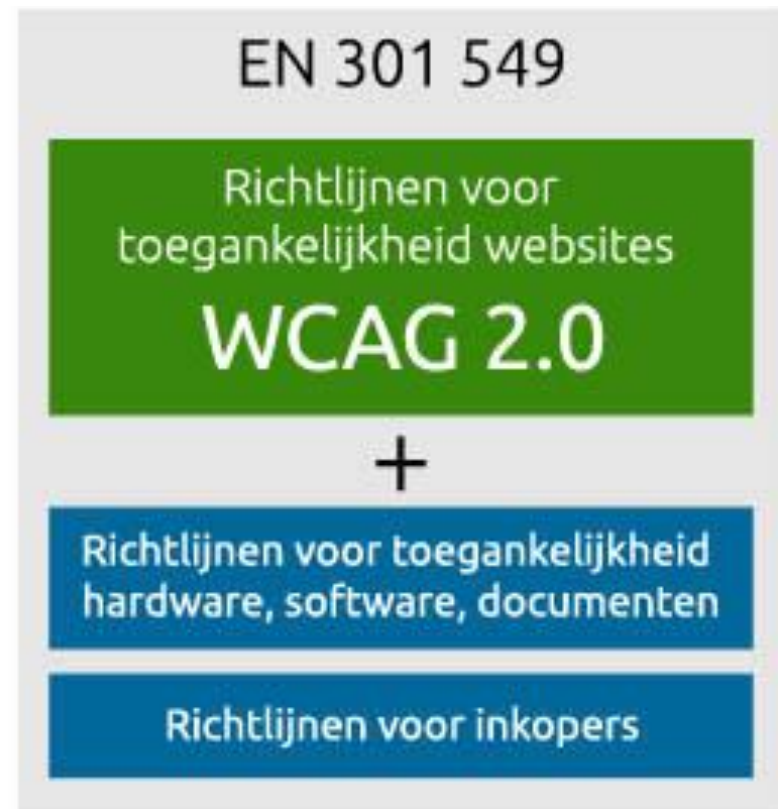 EN 301 549
Richtlijnen voor
toegankelijkheid websites
WCAG 2.0
+
Richtlijnen voor toegankelijkheid
hardware, software, documenten
Richtlijnen voor inkopers